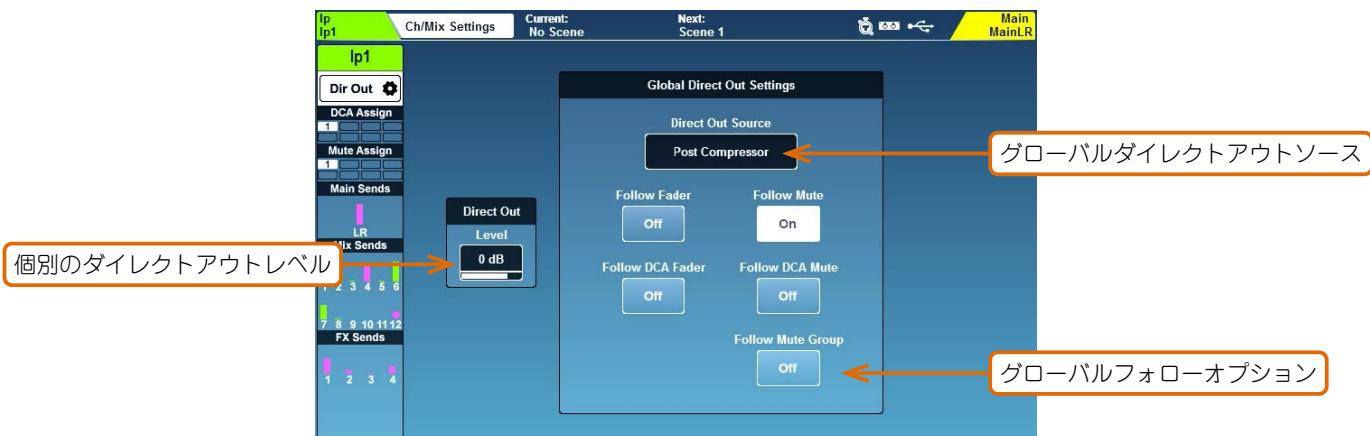 Ip
Ip1
Ch/Mix Settings
Current:
No Scene
Next:
Scene 1
Main
MainLR
Ip1
Dir Out
DCA Assign
1
Mute Assign
1
Main Sends
LR
Mix Sends
1 2 3 4 5 6
7 8 9 10 11 12
FX Sends
1 2 3 4
Direct Out
Level
0 dB
Global Direct Out Settings
Direct Out Source
Post Compressor
Follow Fader
Follow Mute
Off
On
Follow DCA Fader
Follow DCA Mute
Off
Off
Follow Mute Group
Off
個別のダイレクトアウトレベル
グローバルダイレクトアウトソース
グローバルフォローオプション